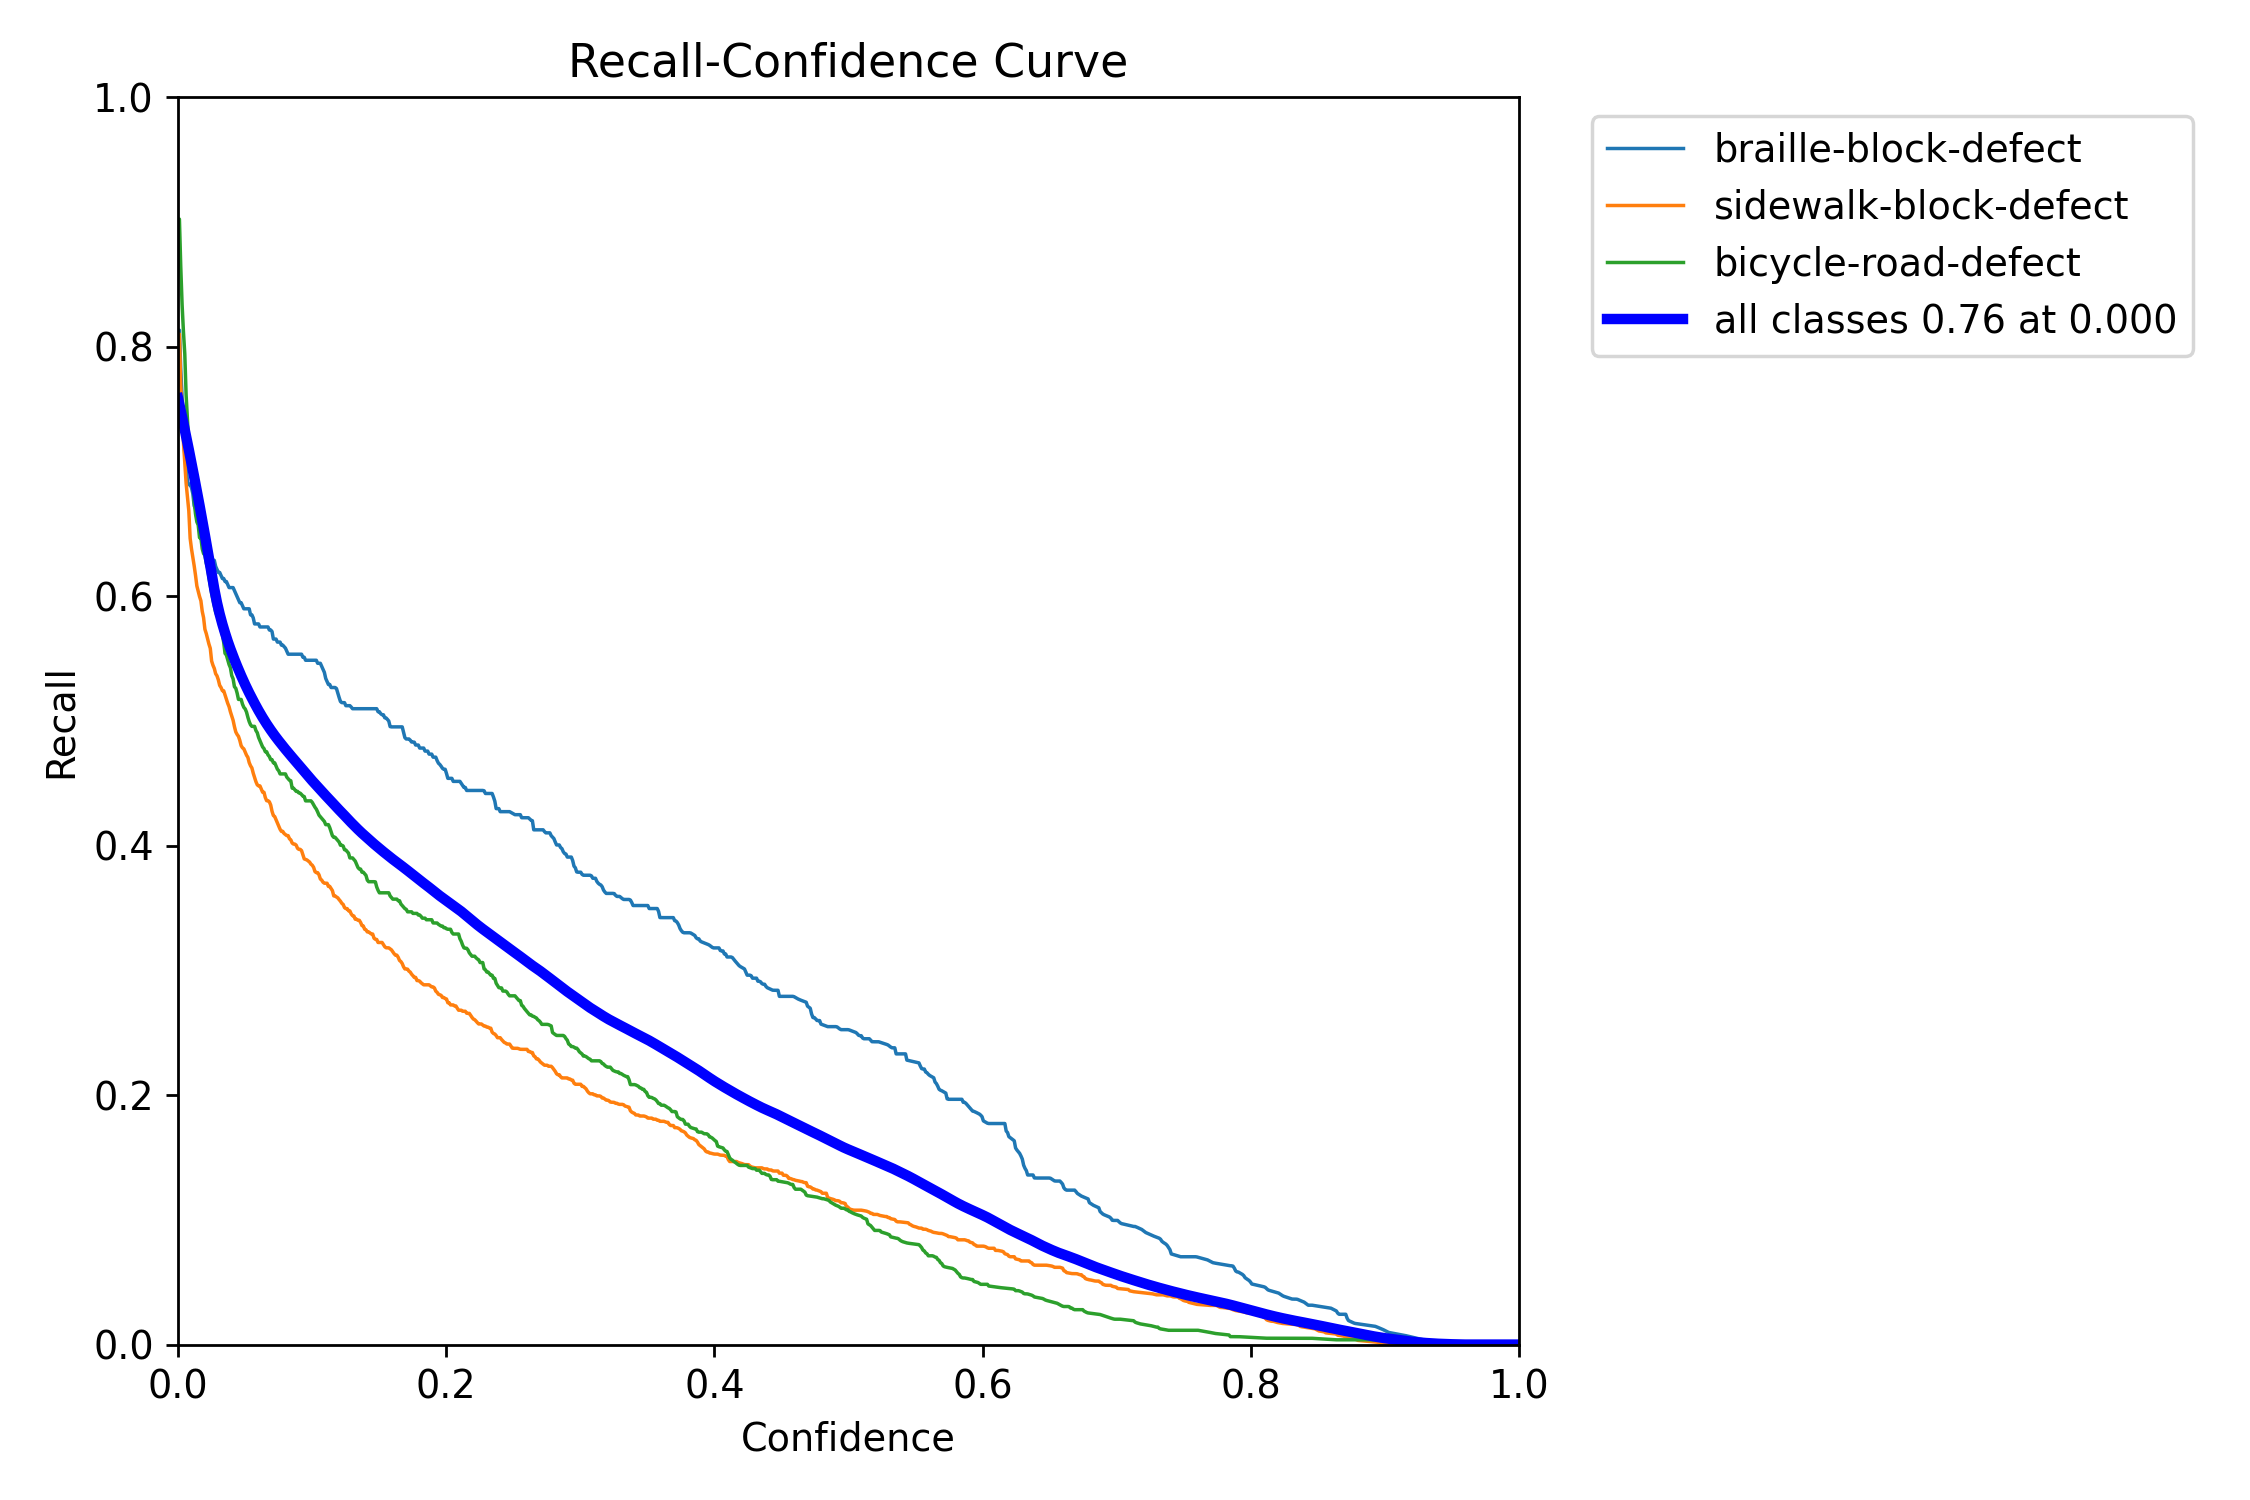 Recall-Confidence Curve
1.0
0.8
0.6
0.4
0.2
0.0
Recall
0.0 0.2 0.4 0.6 0.8 1.0
Confidence
braille-block-defect
sidewalk-block-defect
bicycle-road-defect
all classes 0.76 at 0.000